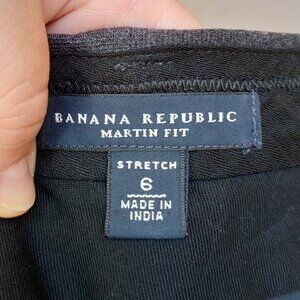 BANANA REPUBLIC
MARTIN FIT
STRETCH
6
MADE IN
INDIA